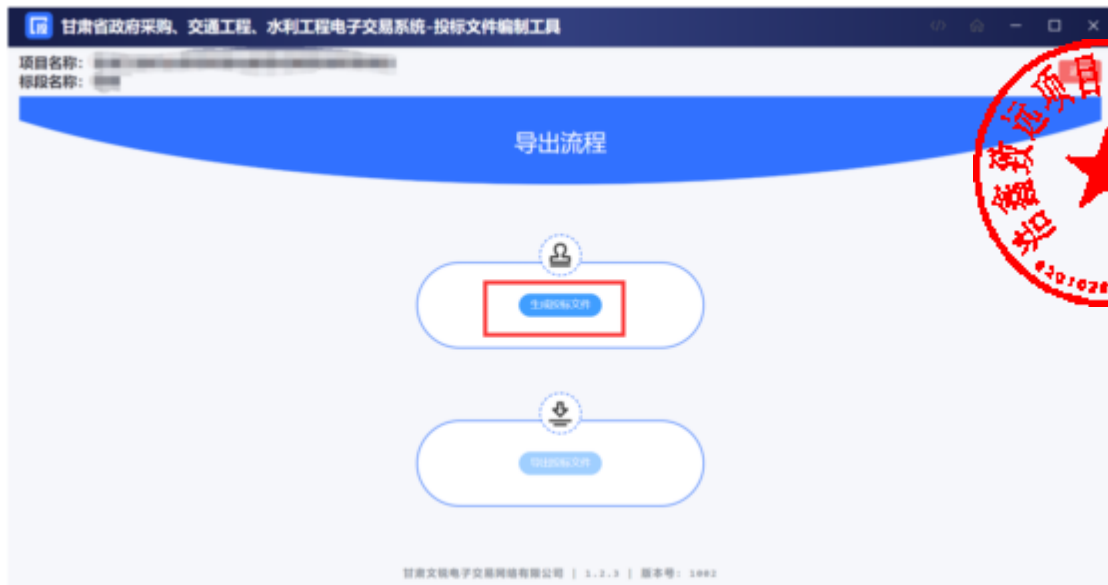 甘肃省政府采购、交通工程、水利工程电子交易系统-投标文件编制工具
项目名称：
标段名称：
导出流程
生成投标文件
导出投标文件
甘肃文锐电子交易网络有限公司 | 1.2.3 | 版本号: 1002